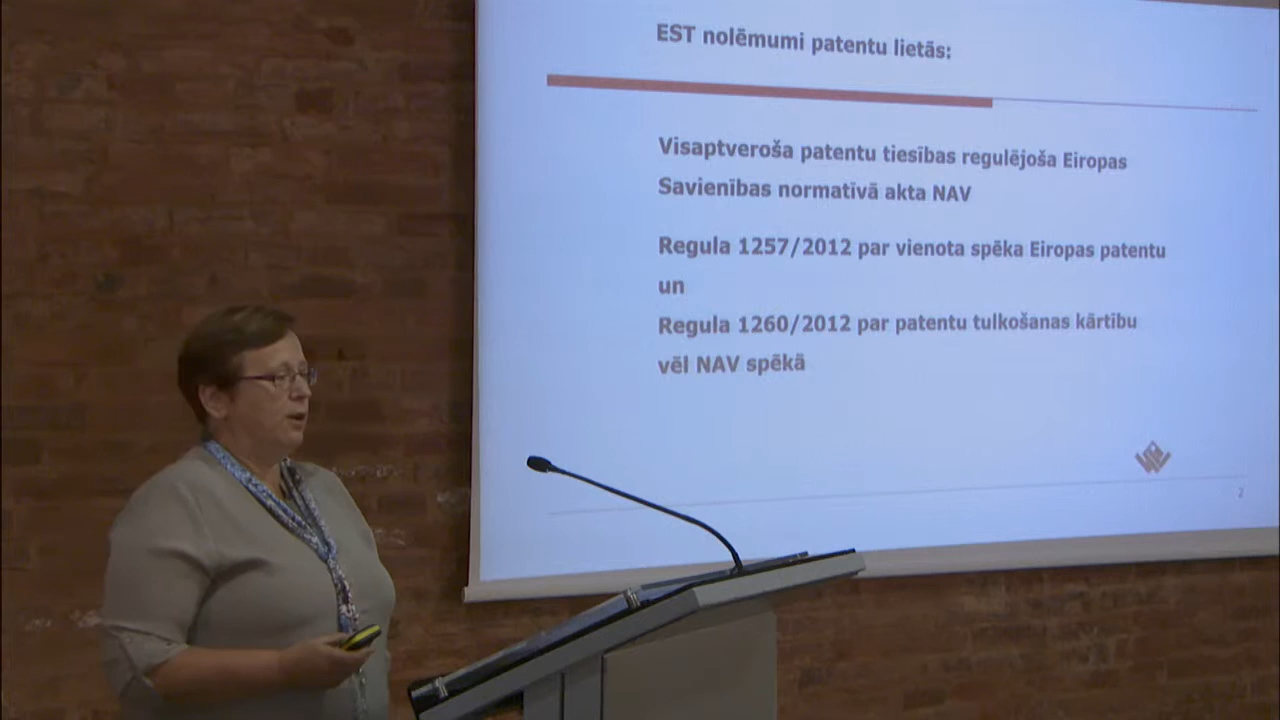 EST nolēmumi patentu lietās:
Visaptveroša patentu tiesības regulējoša Eiropas
Savienības normatīvā akta NAV
Regula 1257/2012 par vienota spēka Eiropas patentu
un
Regula 1260/2012 par patentu tulkošanas kārtību
vēl NAV spēkā
2